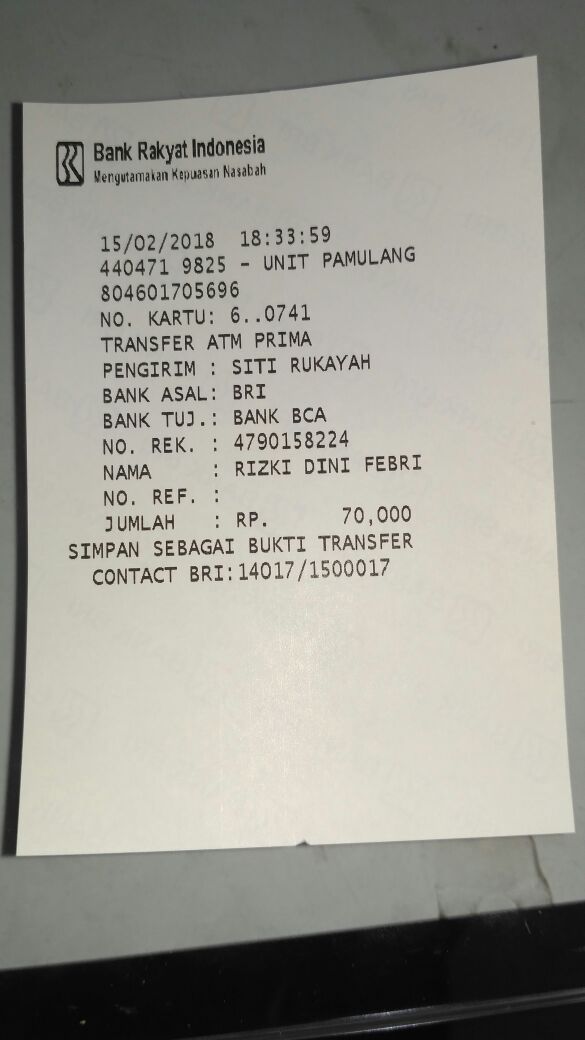 Bank Rakyat Indonesia
Mengutamakan Kepuasan Nasabah
15/02/2018 18:33:59
440471 9825 - UNIT PAMULANG
804601705696
NO. KARTU: 6..0741
TRANSFER ATM PRIMA
PENGIRIM : SITI RUKAYAH
BANK ASAL: BRI
BANK TUJ.: BANK BCA
NO. REK. : 4790158224
NAMA : RIZKI DINI FEBRI
NO. REF. :
JUMLAH : RP. 70,000
SIMPAN SEBAGAI BUKTI TRANSFER
CONTACT BRI:14017/1500017